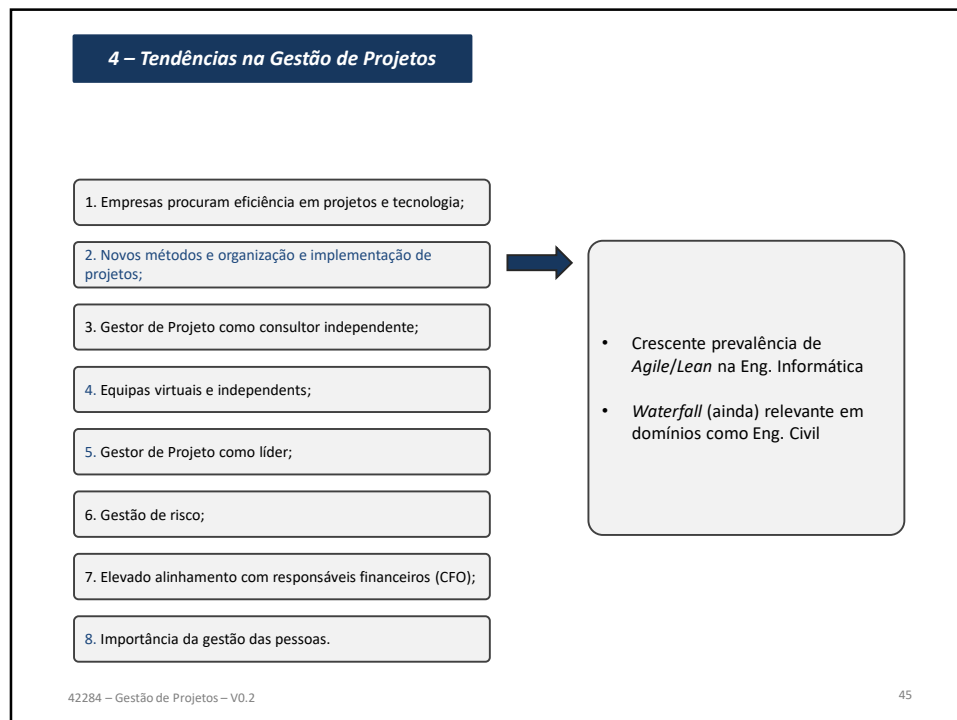 4 – Tendências na Gestão de Projetos
1. Empresas procuram eficiência em projetos e tecnologia;
2. Novos métodos e organização e implementação de
projetos;
3. Gestor de Projeto como consultor independente;
4. Equipas virtuais e independents;
5. Gestor de Projeto como líder;
6. Gestão de risco;
7. Elevado alinhamento com responsáveis financeiros (CFO);
8. Importância da gestão das pessoas.
• Crescente prevalência de
Agile/Lean na Eng. Informática
• Waterfall (ainda) relevante em
domínios como Eng. Civil
42284 – Gestão de Projetos – V0.2
45